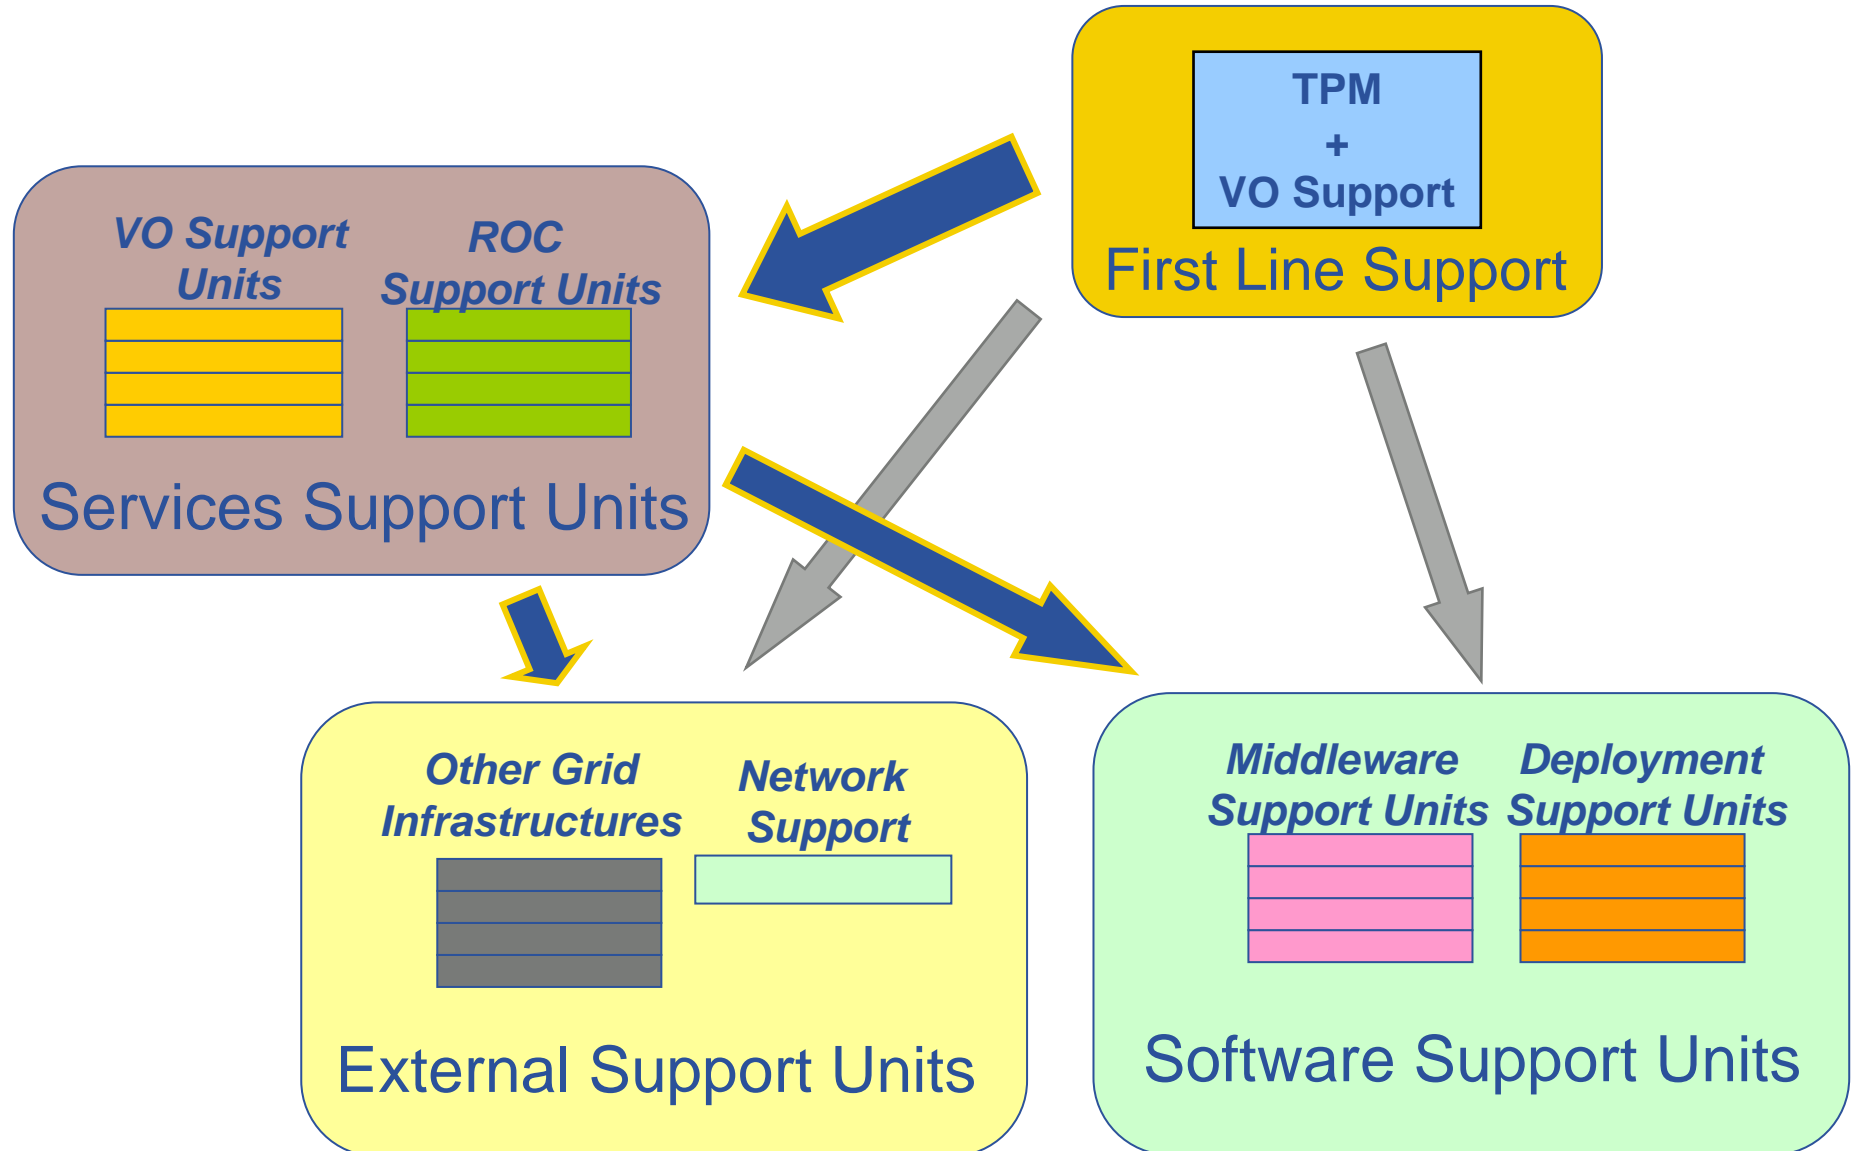 TPM
+
VO Support
First Line Support
VO Support
Units
ROC
Support Units
Services Support Units
Other Grid
Infrastructures
Network
Support
External Support Units
Middleware
Support Units
Deployment
Support Units
Software Support Units